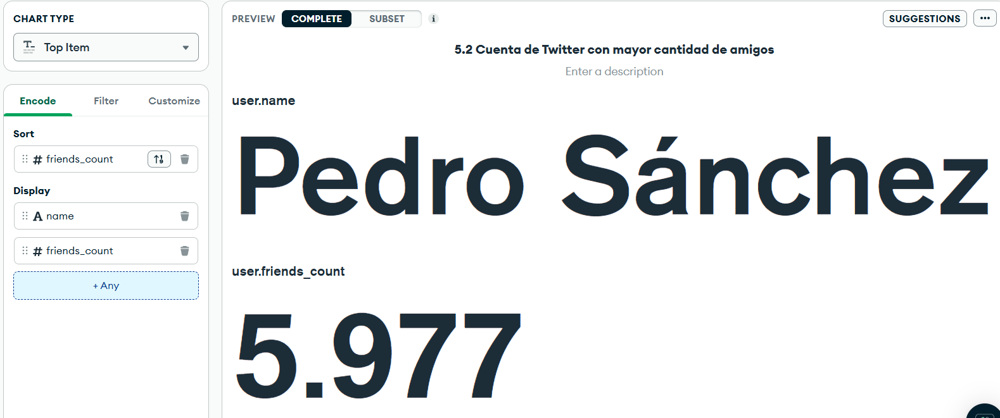 CHART TYPE
Top Item
Encode Filter Customize
Sort
# friends_count
Display
A name
# friends_count
+ Any
PREVIEW COMPLETE SUBSET i SUGGESTIONS ...
5.2 Cuenta de Twitter con mayor cantidad de amigos
Enter a description
user.name
Pedro Sánchez
user.friends_count
5.977